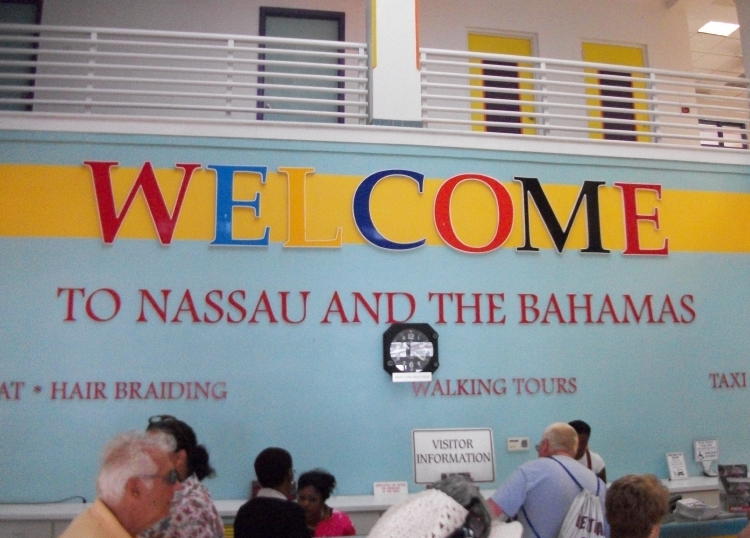 WELCOME
TO NASSAU AND THE BAHAMAS
AT * HAIR BRAIDING
WALKING TOURS
TAXI
VISITOR
INFORMATION